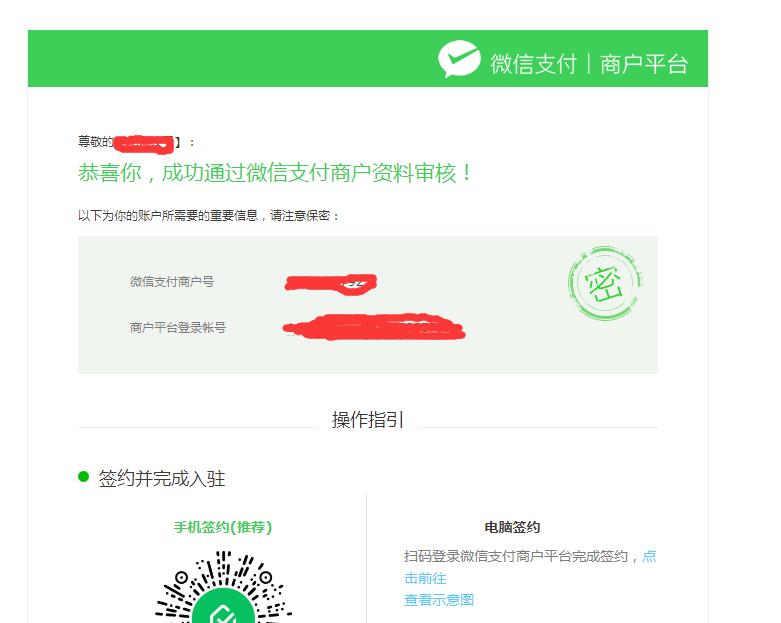 微信支付｜商户平台
尊敬的 】：
恭喜你，成功通过微信支付商户资料审核！
以下为你的账户所需要的重要信息，请注意保密：
微信支付商户号
密
商户平台登录帐号
操作指引
签约并完成入驻
手机签约(推荐)
电脑签约
扫码登录微信支付商户平台完成签约，点
击前往
查看示意图